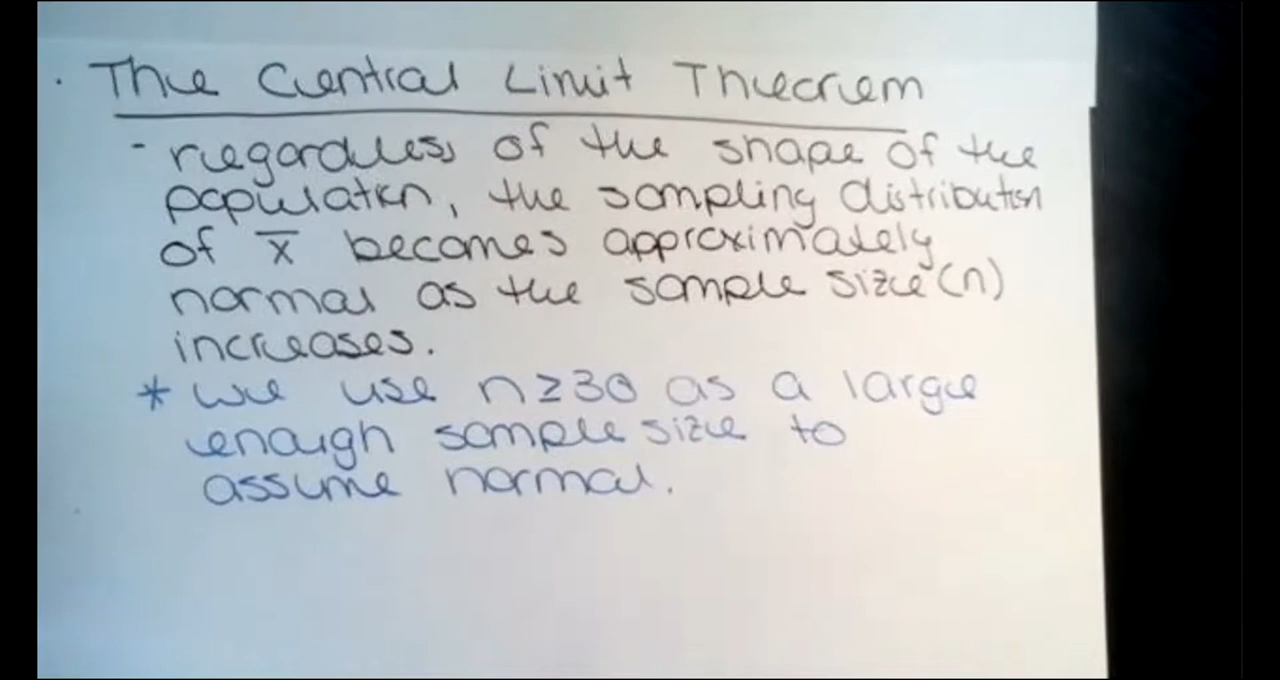 · The Central Limit Theorem
- regardless of the shape of the
population, the sampling distribution
of x̄ becomes approximately
normal as the sample size (n)
increases.
* we use n ≥ 30 as a large
enough sample size to
assume normal.